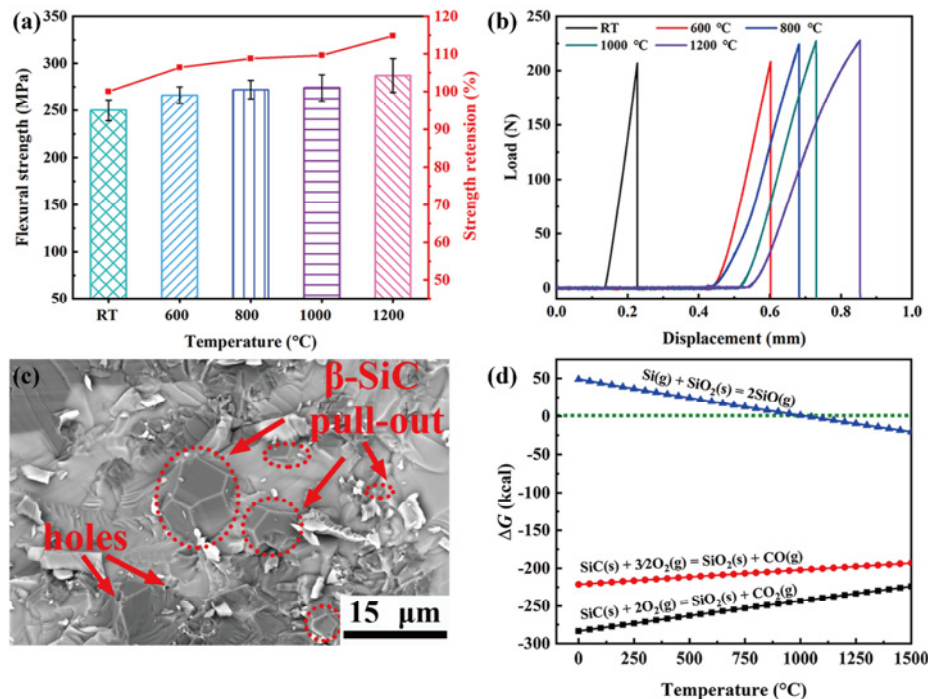 (a)
350
300
250
200
150
100
50
Flexural strength (MPa)
120
110
100
90
80
70
60
50
Strength retension (%)
RT 600 800 1000 1200
Temperature (°C)
(b)
RT 600 ℃ 800 ℃
1000 ℃ 1200 ℃
250
200
150
100
50
0
Load (N)
0.0 0.2 0.4 0.6 0.8 1.0
Displacement (mm)
(c)
β-SiC
pull-out
holes
15 μm
(d)
50
0
-50
-100
-150
-200
-250
-300
ΔG (kcal)
Si(g) + SiO₂(s) = 2SiO(g)
SiC(s) + 3/2O₂(g) = SiO₂(s) + CO(g)
SiC(s) + 2O₂(g) = SiO₂(s) + CO₂(g)
0 250 500 750 1000 1250 1500
Temperature (°C)